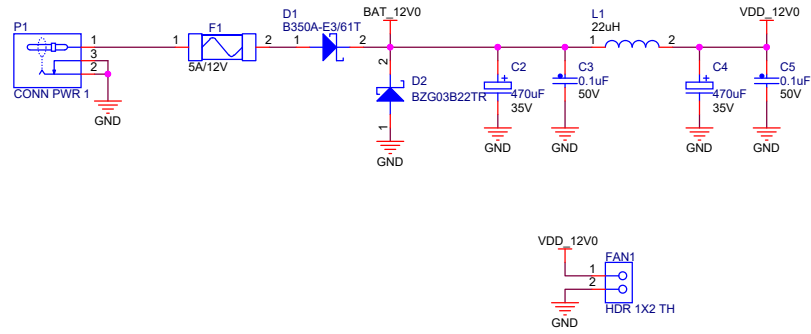 P1
1
3
2
CONN PWR 1
GND
1
F1
2
5A/12V
D1
B350A-E3/61T
1
2
BAT_12V0
2
D2
BZG03B22TR
1
GND
C2
470uF
35V
GND
C3
0.1uF
50V
GND
L1
22uH
1
2
C4
470uF
35V
GND
VDD_12V0
C5
0.1uF
50V
GND
VDD_12V0
FAN1
1
2
HDR 1X2 TH
GND